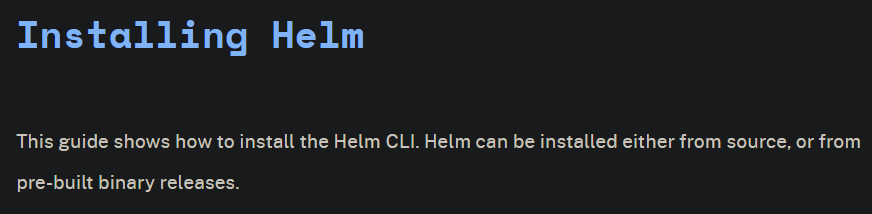 Installing Helm
This guide shows how to install the Helm CLI. Helm can be installed either from source, or from
pre-built binary releases.